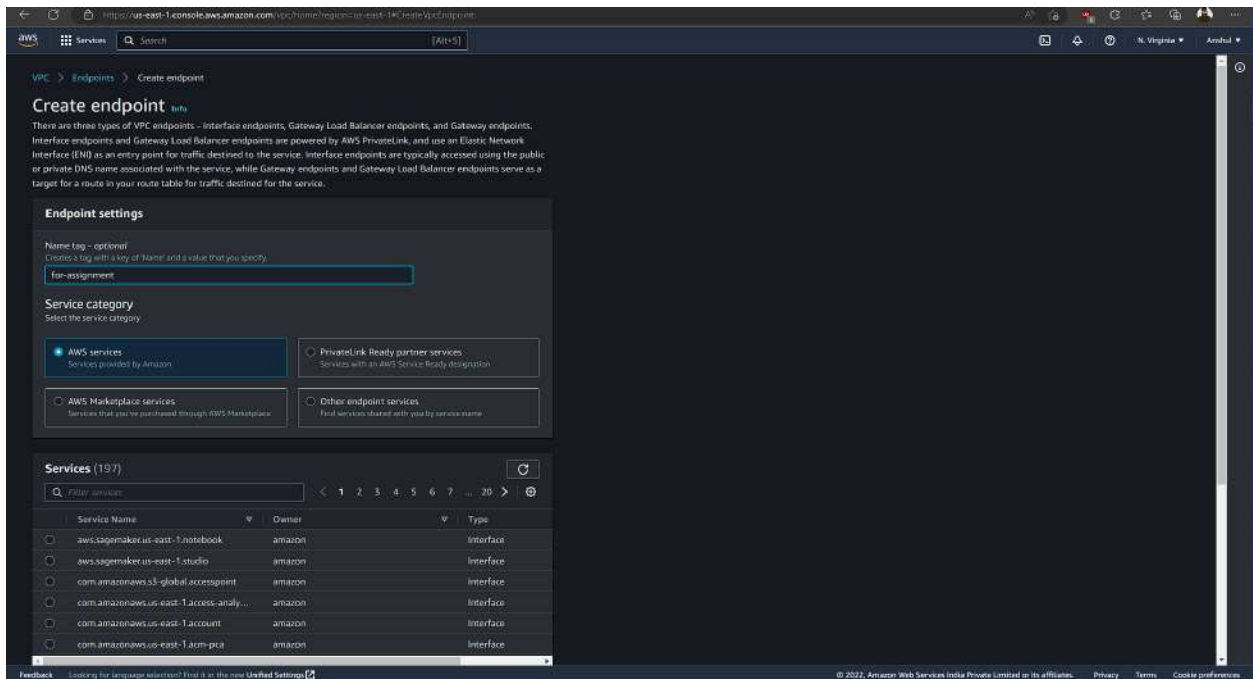 https://us-east-1.console.aws.amazon.com/vpc/home?region=us-east-1#CreateVpcEndpoint:
aws
Services
Search
[Alt+S]
N. Virginia
Anshul
VPC > Endpoints > Create endpoint
Create endpoint Info
There are three types of VPC endpoints – Interface endpoints, Gateway Load Balancer endpoints, and Gateway endpoints.
Interface endpoints and Gateway Load Balancer endpoints are powered by AWS PrivateLink, and use an Elastic Network
Interface (ENI) as an entry point for traffic destined to the service. Interface endpoints are typically accessed using the public
or private DNS name associated with the service, while Gateway endpoints and Gateway Load Balancer endpoints serve as a
target for a route in your route table for traffic destined for the service.
Endpoint settings
Name tag – optional
Creates a tag with a key of 'Name' and a value that you specify.
for-assignment
Service category
Select the service category
AWS services
Services provided by Amazon
PrivateLink Ready partner services
Services with an AWS Service Ready designation
AWS Marketplace services
Services that you've purchased through AWS Marketplace
Other endpoint services
Find services shared with you by service name
Services (197)
Filter services
< 1 2 3 4 5 6 7 ... 20 >
Service Name Owner Type
aws.sagemaker.us-east-1.notebook amazon Interface
aws.sagemaker.us-east-1.studio amazon Interface
com.amazonaws.s3-global.accesspoint amazon Interface
com.amazonaws.us-east-1.access-analy... amazon Interface
com.amazonaws.us-east-1.account amazon Interface
com.amazonaws.us-east-1.acm-pca amazon Interface
Feedback Looking for language selection? Find it in the new Unified Settings © 2022, Amazon Web Services India Private Limited or its affiliates. Privacy Terms Cookie preferences